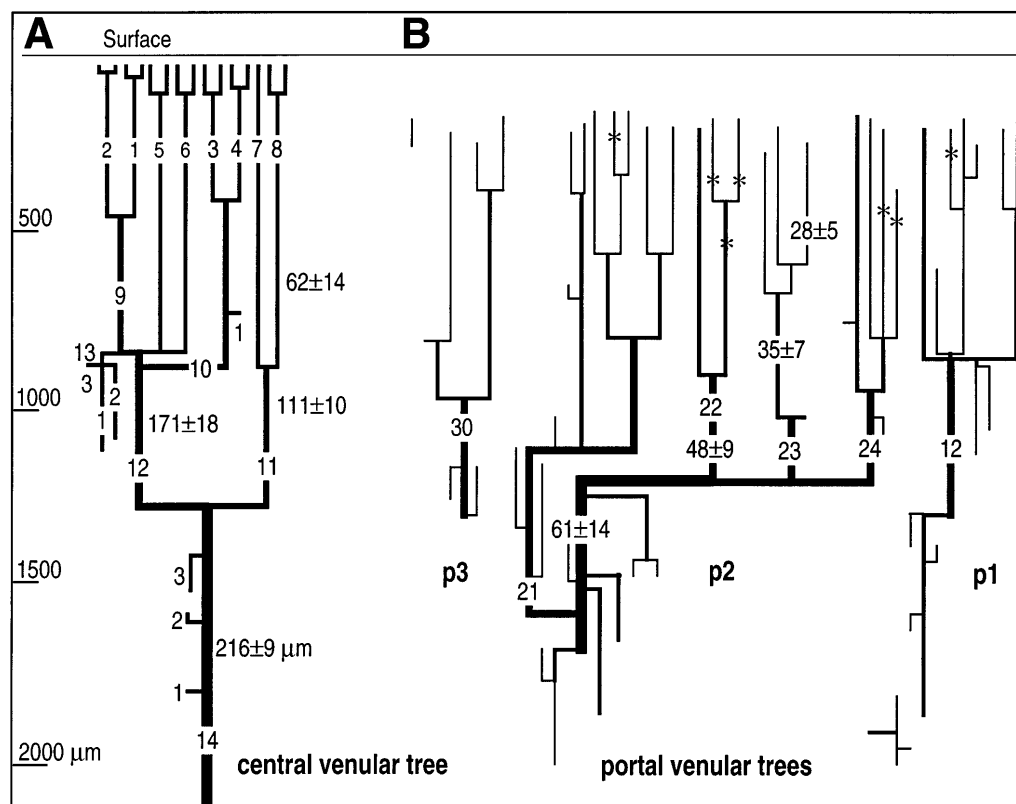 A Surface B
2 1 5 6 3 4 7 8
500
28±5
62±14
9
1
35±7
13
10
3
2
22
1000
111±10
1
171±18
30
48±9
23
24
12
12
11
61±14
p3
p2
p1
3
21
1500
2
216±9 µm
1
14
2000 µm
central venular tree
portal venular trees
* * * * * * *